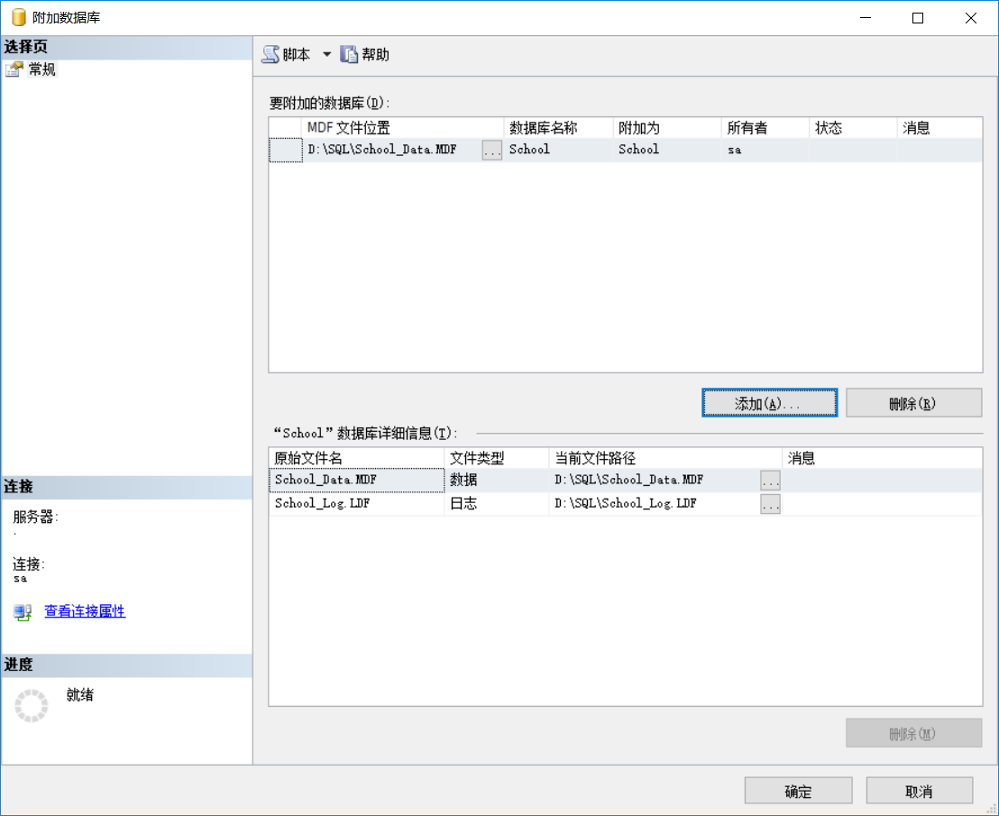 附加数据库
选择页
常规
脚本 帮助
要附加的数据库(D):
MDF 文件位置 数据库名称 附加为 所有者 状态 消息
D:\SQL\School_Data.MDF ... School School sa
添加(A)... 删除(R)
“School”数据库详细信息(T):
原始文件名 文件类型 当前文件路径 消息
School_Data.MDF 数据 D:\SQL\School_Data.MDF ...
School_Log.LDF 日志 D:\SQL\School_Log.LDF ...
连接
服务器:
.
连接:
sa
查看连接属性
进度
就绪
删除(M)
确定 取消